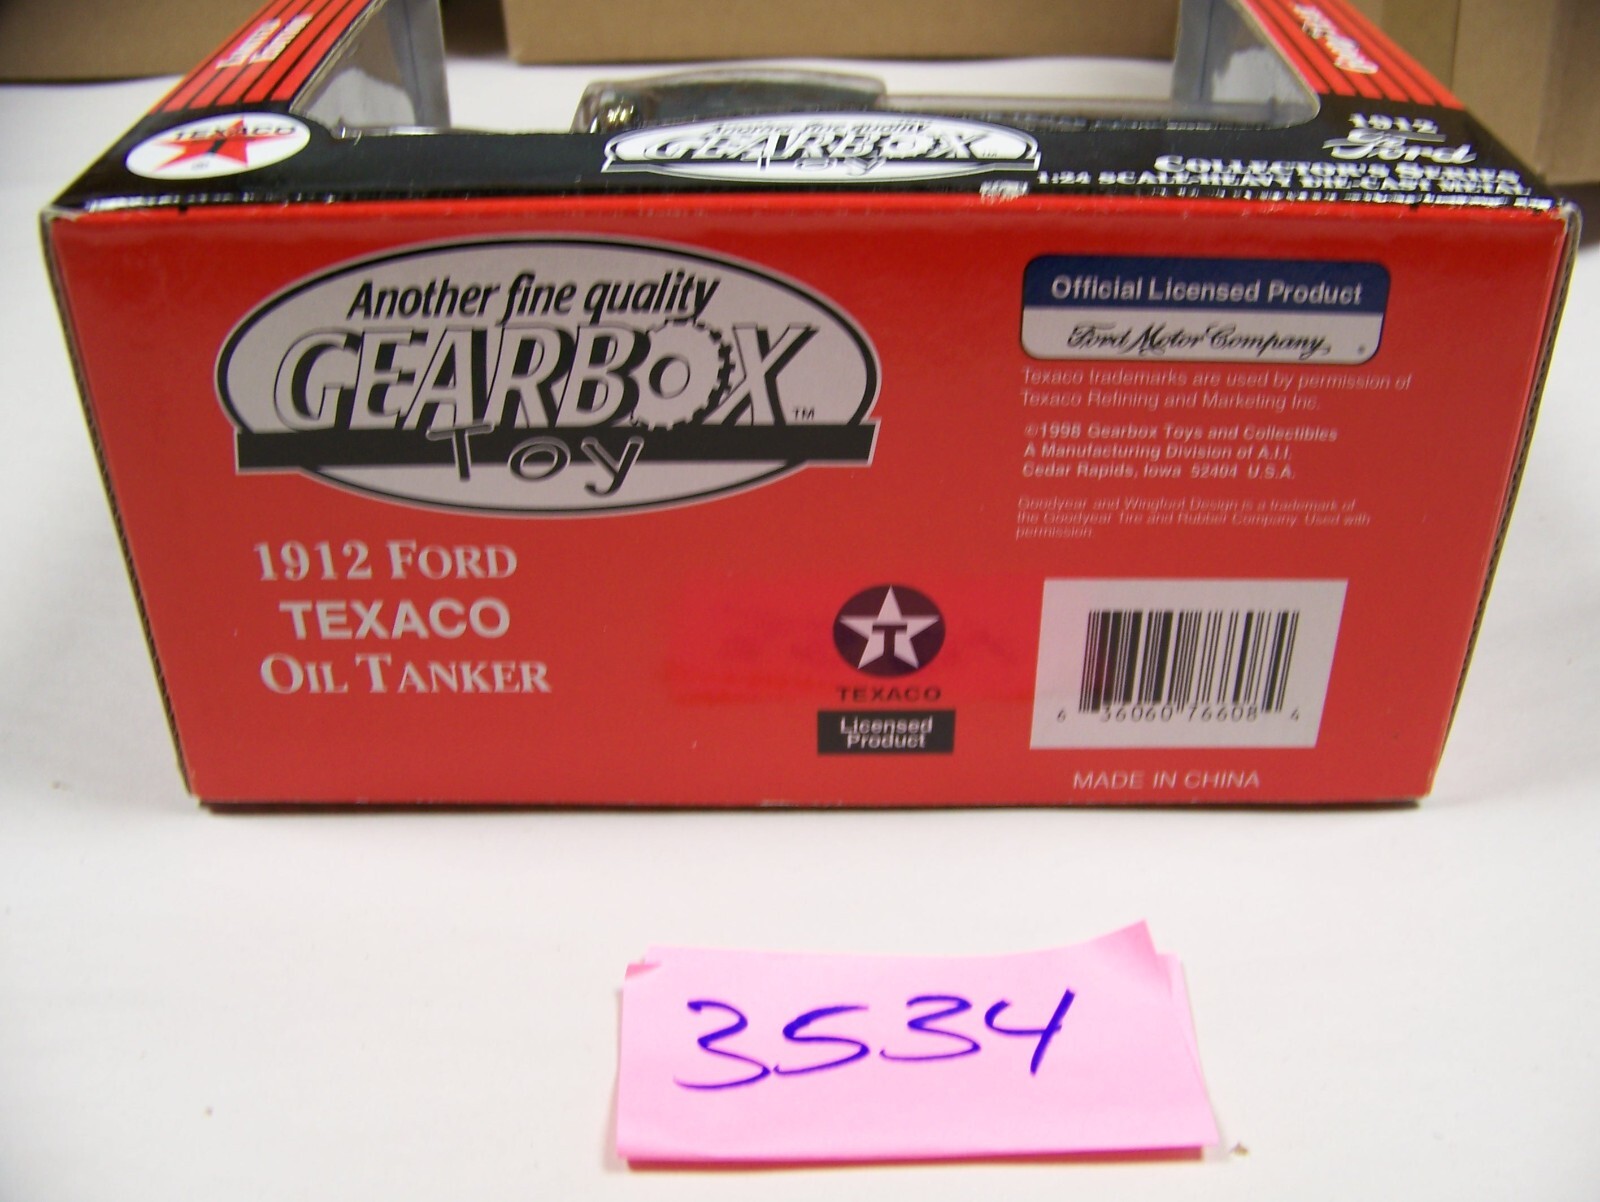 Limited
Edition
TEXACO
T
Another fine quality
GEARBOX
Toy
1912
Ford
COLLECTOR'S SERIES
1:24 SCALE HEAVY DIE-CAST METAL
Another fine quality
GEARBOX™
Toy
1912 FORD
TEXACO
OIL TANKER
Official Licensed Product
Ford Motor Company
Texaco trademarks are used by permission of
Texaco Refining and Marketing Inc.
©1998 Gearbox Toys and Collectibles
A Manufacturing Division of A.I.I.
Cedar Rapids, Iowa 52404 U.S.A.
Goodyear and Wingfoot Design is a trademark of
the Goodyear Tire and Rubber Company. Used with
permission.
T
TEXACO
Licensed
Product
6 36060 76608 4
MADE IN CHINA
3534